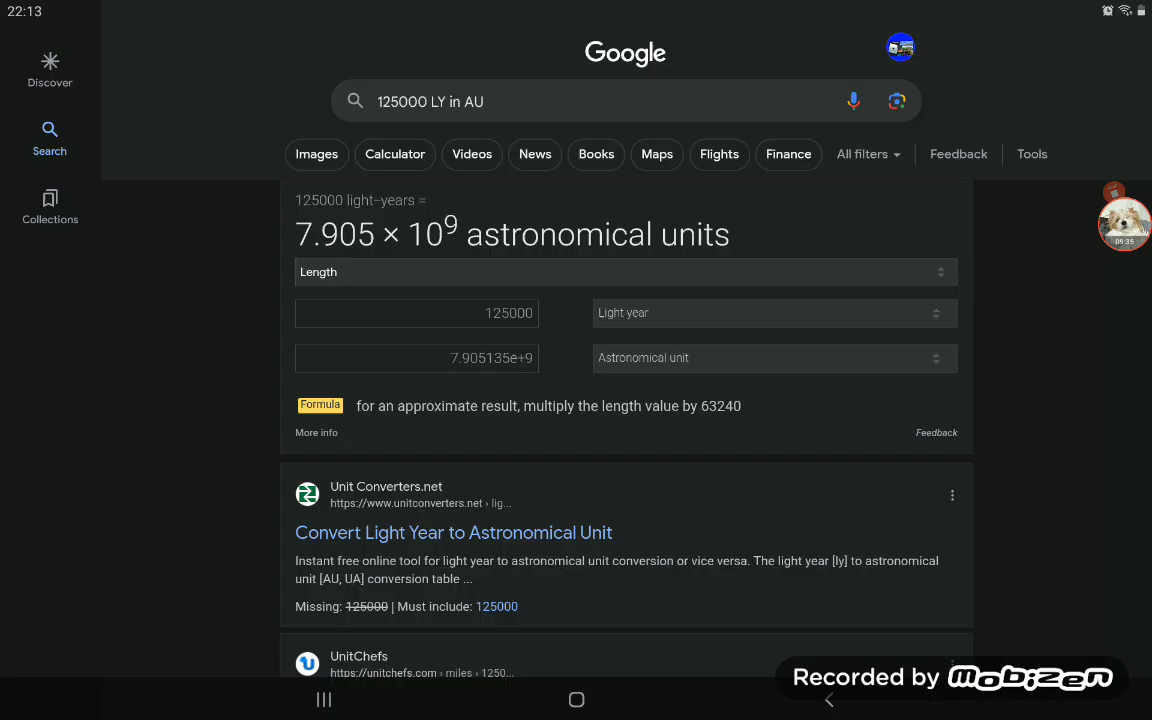 22:13
Discover
Search
Collections
Google
125000 LY in AU
Images Calculator Videos News Books Maps Flights Finance All filters Feedback Tools
125000 light-years =
7.905 × 10⁹ astronomical units
Length
125000 Light year
7.905135e+9 Astronomical unit
Formula for an approximate result, multiply the length value by 63240
More info Feedback
Unit Converters.net
https://www.unitconverters.net › lig...
Convert Light Year to Astronomical Unit
Instant free online tool for light year to astronomical unit conversion or vice versa. The light year [ly] to astronomical
unit [AU, UA] conversion table ...
Missing: 125000 | Must include: 125000
UnitChefs
https://unitchefs.com › miles › 1250...
09:35
Recorded by Mobizen